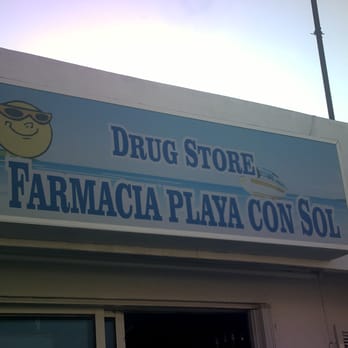 DRUG STORE
FARMACIA PLAYA CON SOL